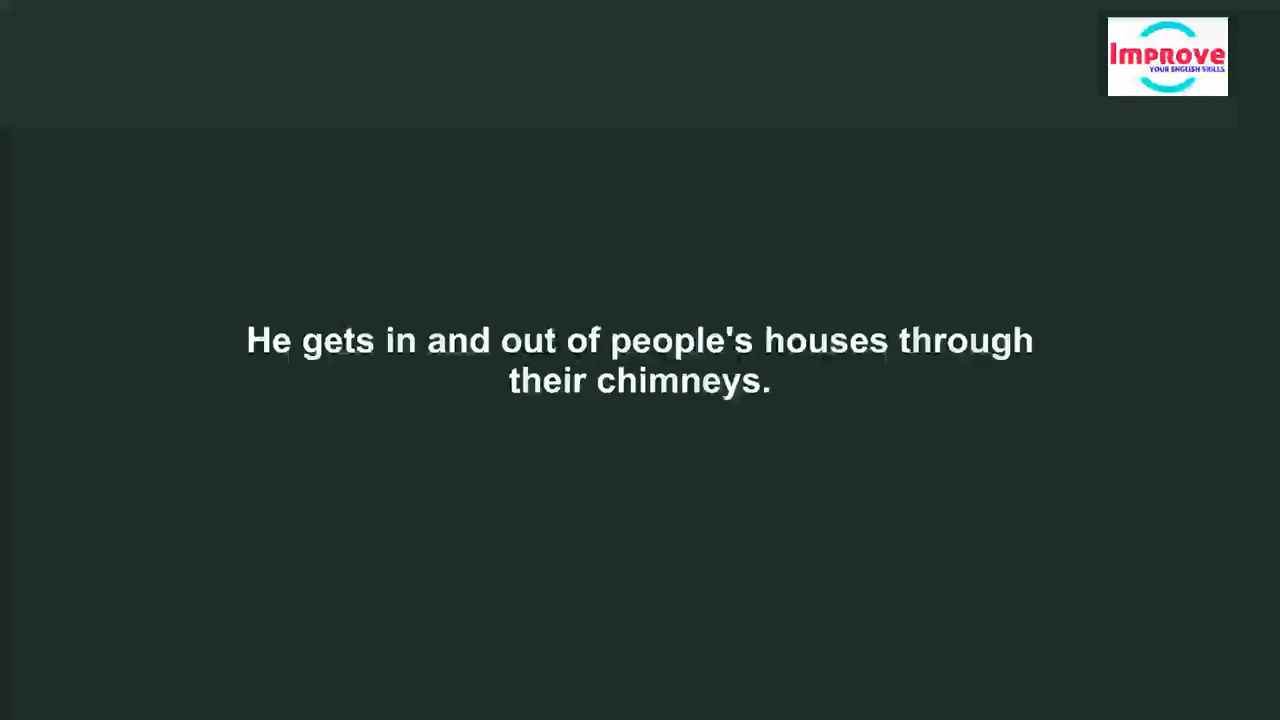 Improve
YOUR ENGLISH SKILLS
He gets in and out of people's houses through
their chimneys.